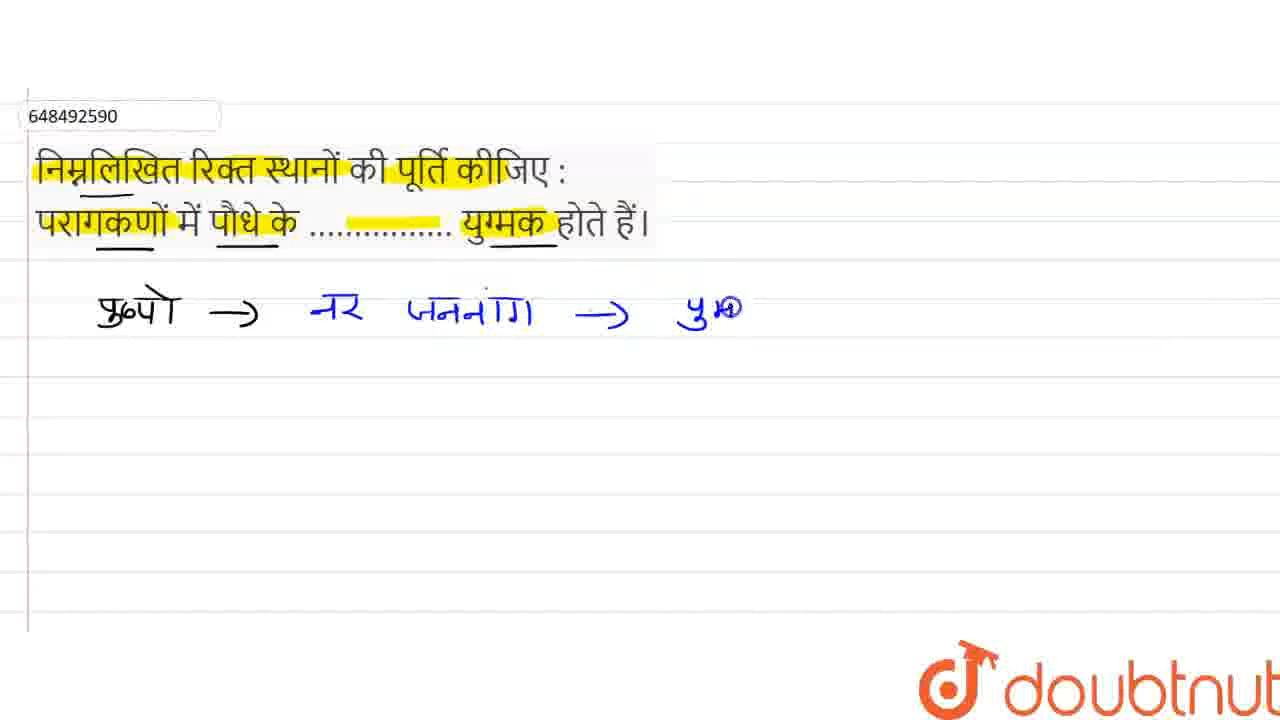 648492590
निम्नलिखित रिक्त स्थानों की पूर्ति कीजिए :
परागकणों में पौधे के ................ युग्मक होते हैं।
→ नर जननांग →
doubtnut